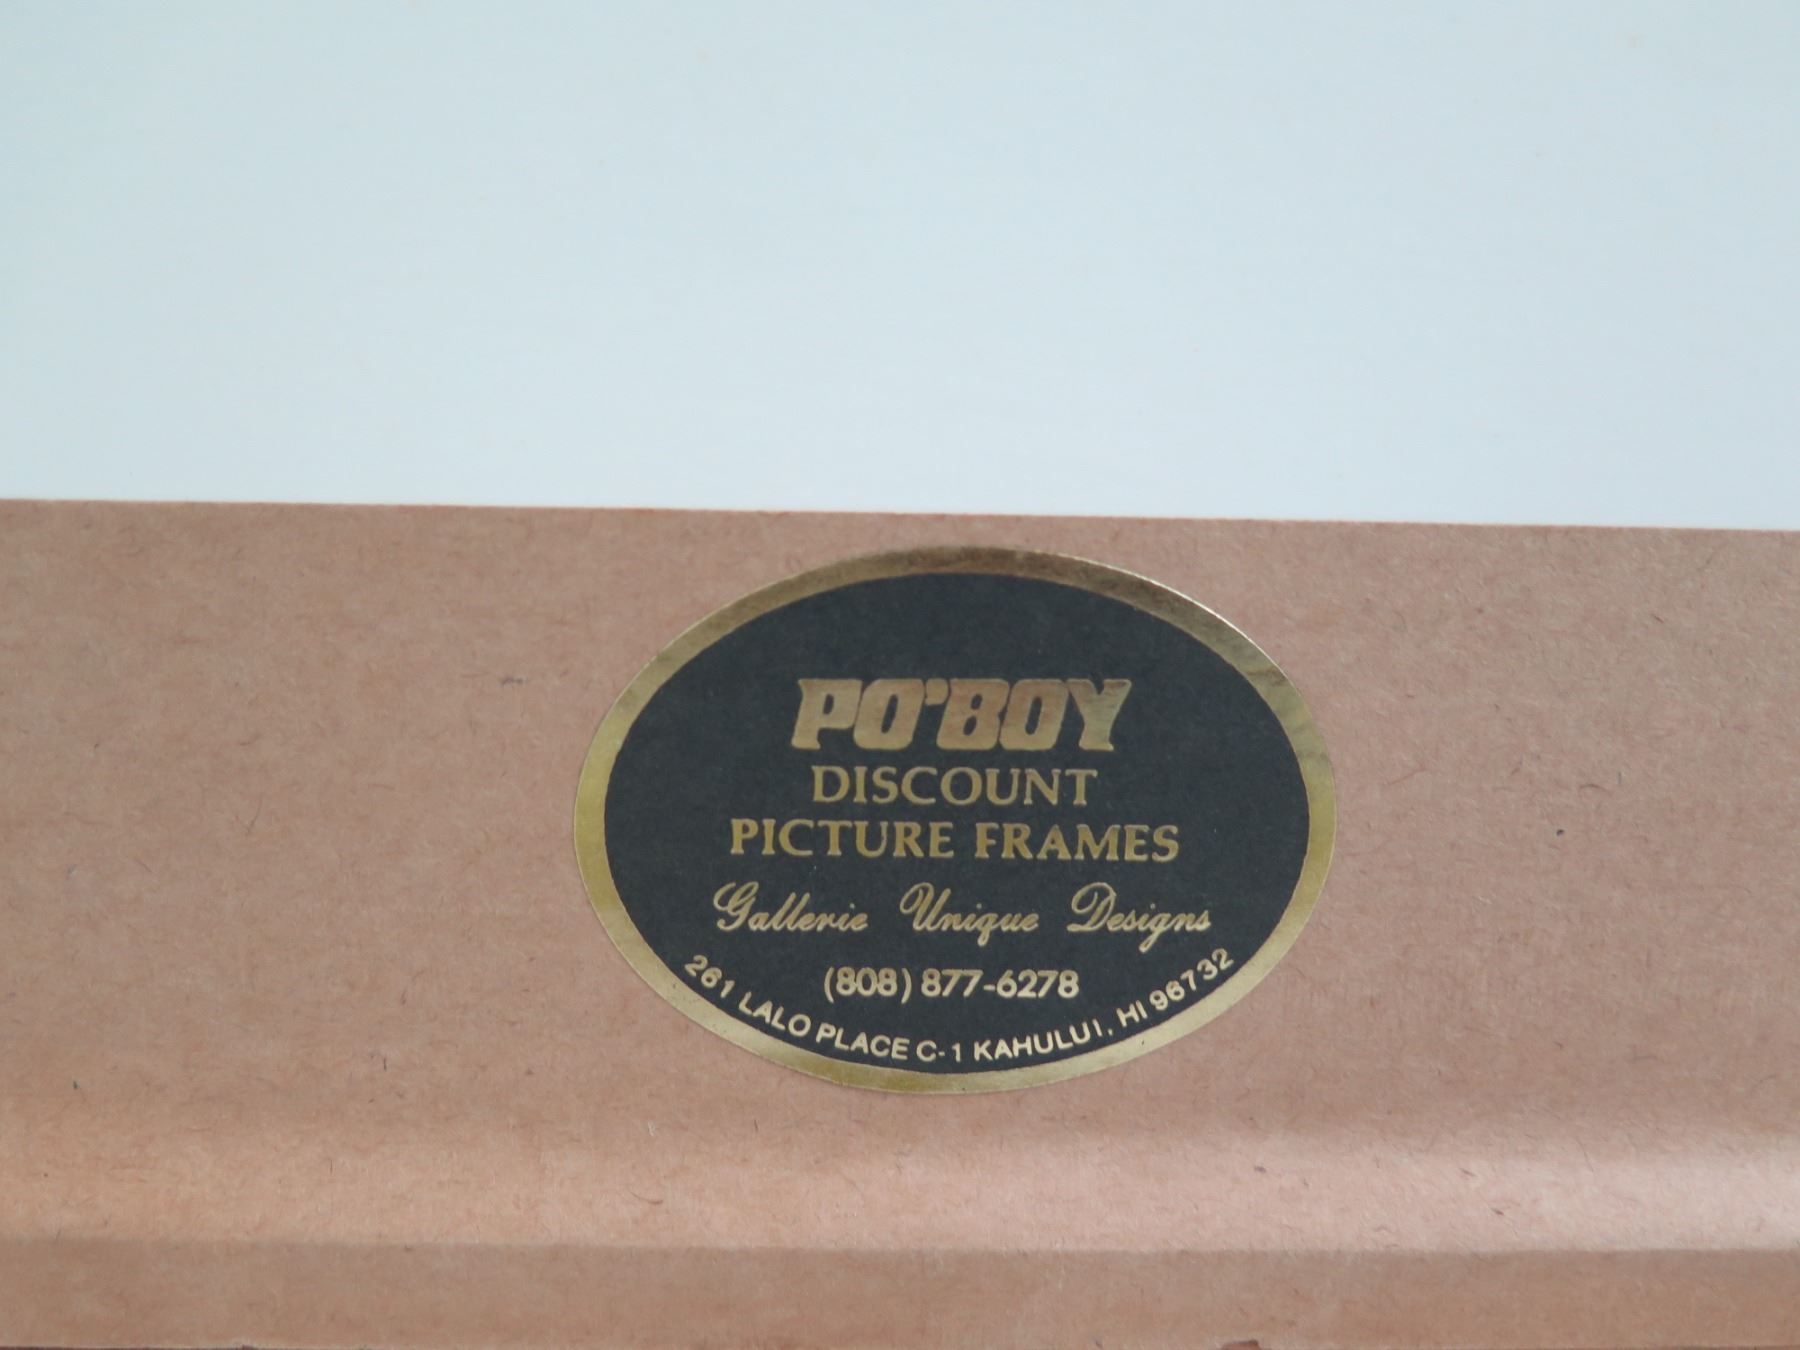 PO'BOY
DISCOUNT
PICTURE FRAMES
Gallerie Unique Designs
(808) 877-6278
261 LALO PLACE C-1 KAHULUI, HI 96732